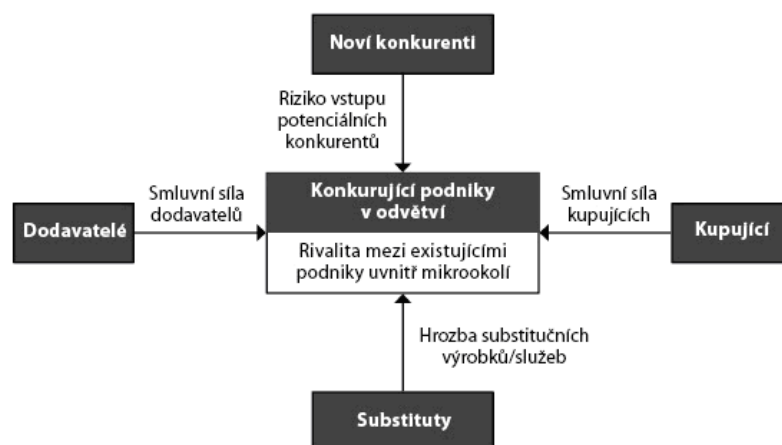 Noví konkurenti
Riziko vstupu
potenciálních
konkurentů
Smluvní síla
dodavatelů
Konkurující podniky
v odvětví
Smluvní síla
kupujících
Dodavatelé
Kupující
Rivalita mezi existujícími
podniky uvnitř mikrookolí
Hrozba substitučních
výrobků/služeb
Substituty